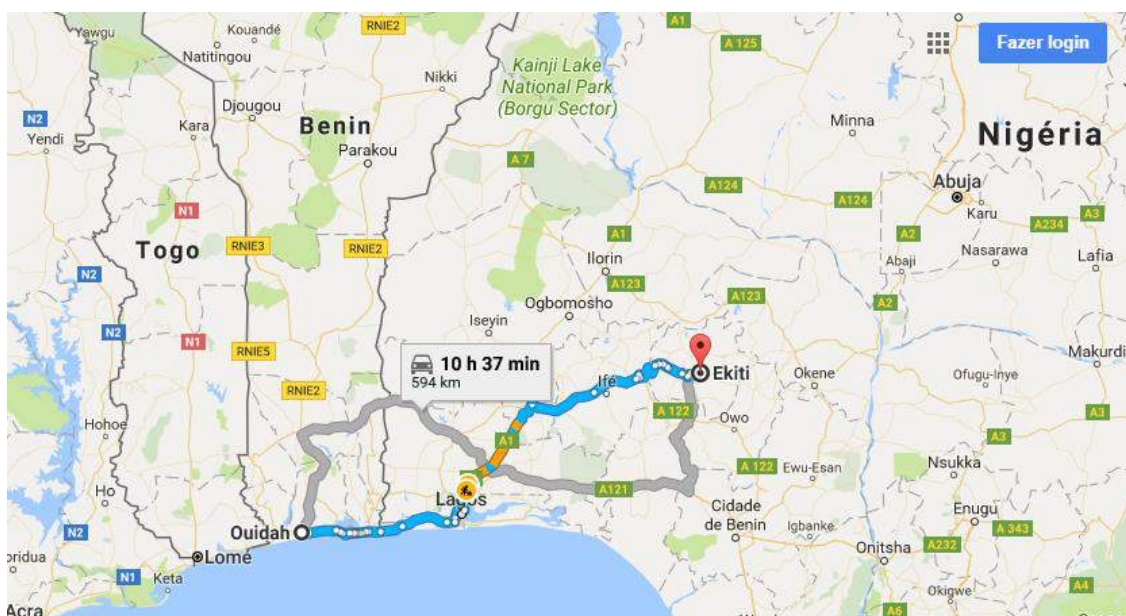 Yawgu
Kouandé
Natitingou
RNIE2
A1
A 125
Fazer login
Kainji Lake
National Park
(Borgu Sector)
Nikki
N2
Yendi
Djougou
Kara
Benin
Parakou
A 7
Minna
Nigéria
A124
A124
Abuja
Karu
A234
A3
N1
Togo
RNIE3
RNIE2
A1
Ilorin
A2
Abaji
Nasarawa
Lafia
N2
A123
Ogbomosho
A123
A2
Iseyin
N1
RNIE5
RNIE2
10 h 37 min
594 km
Ifé
Ekiti
Okene
Ofugu-Inye
Makurdi
Hohoe
A 122
Owo
A3
A1
A 122
Ewu-Esan
A3
Nsukka
Ho
Lagos
A121
Cidade
de Benin
Igbanke
Enugu
A 343
Ouidah
oridua
Lomé
Onitsha
A232
N1
Keta
Okigwe
A4
Acra
A6